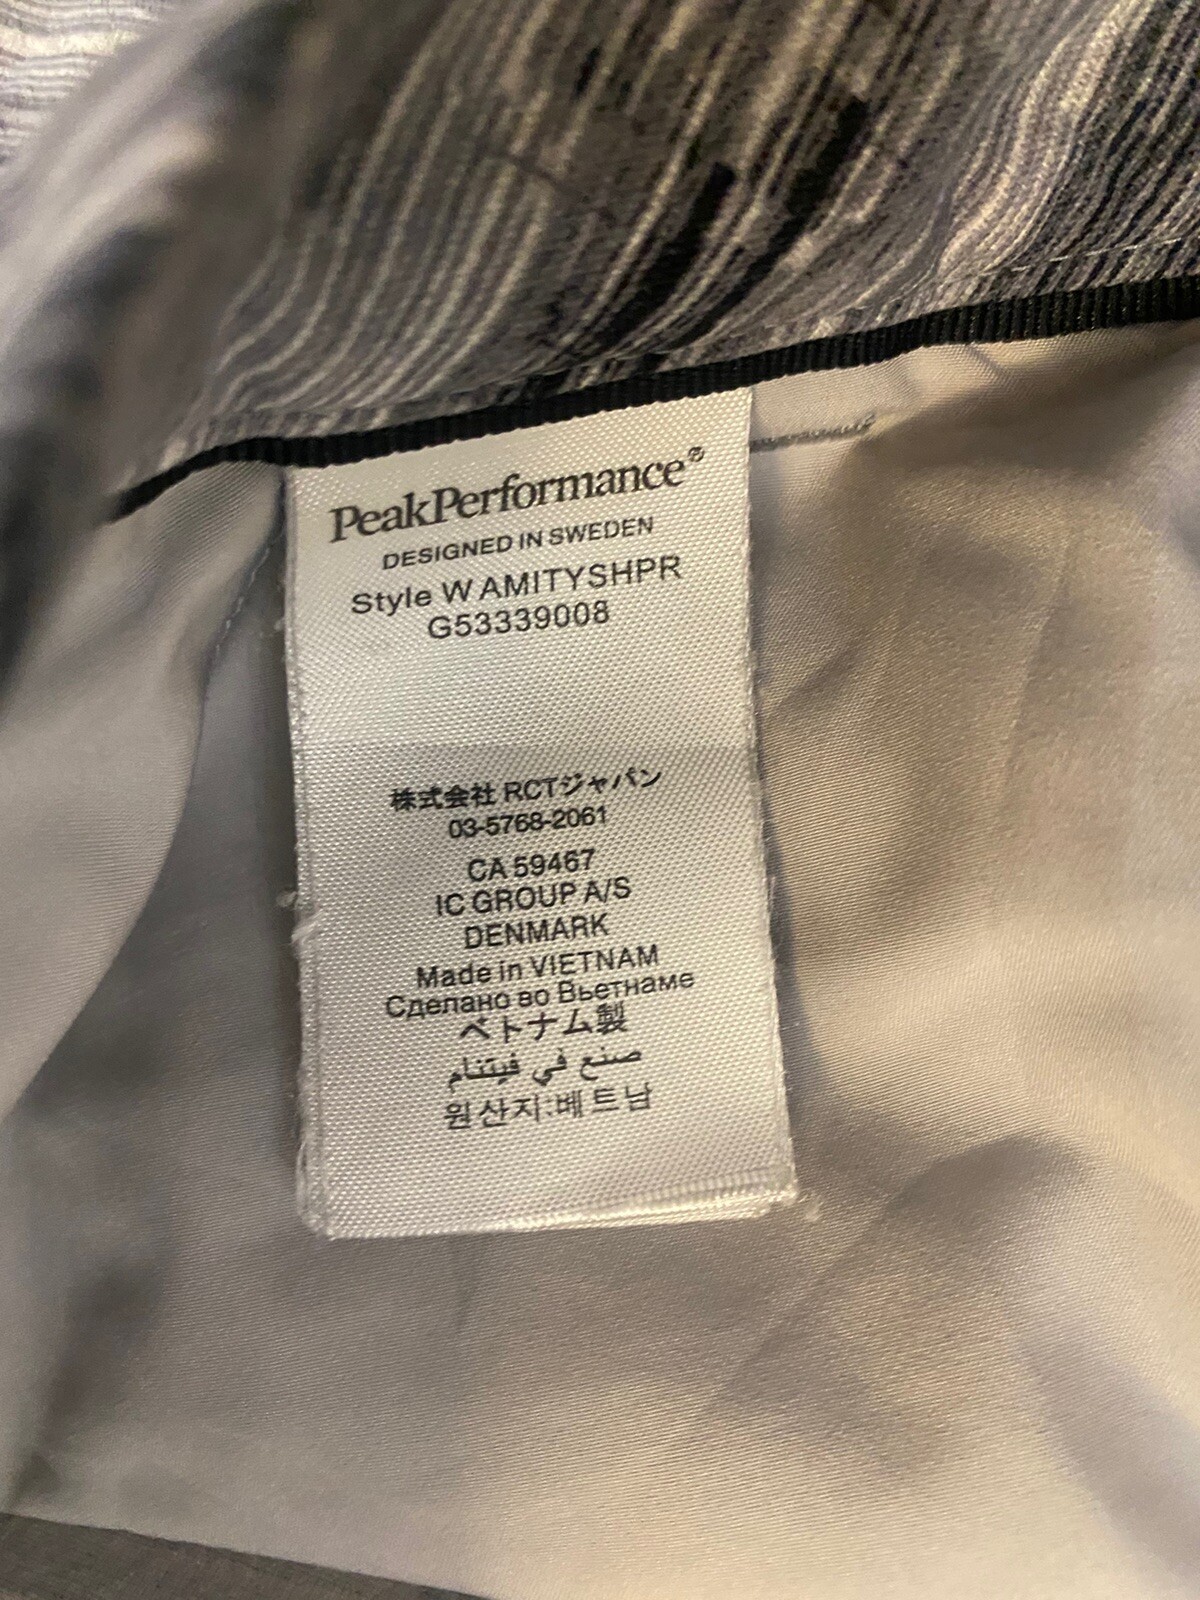 PeakPerformance®
DESIGNED IN SWEDEN
Style W AMITYSHPR
G53339008
株式会社 RCTジャパン
03-5768-2061
CA 59467
IC GROUP A/S
DENMARK
Made in VIETNAM
Сделано во Вьетнаме
ベトナム製
صنع في فيتنام
원산지:베트남